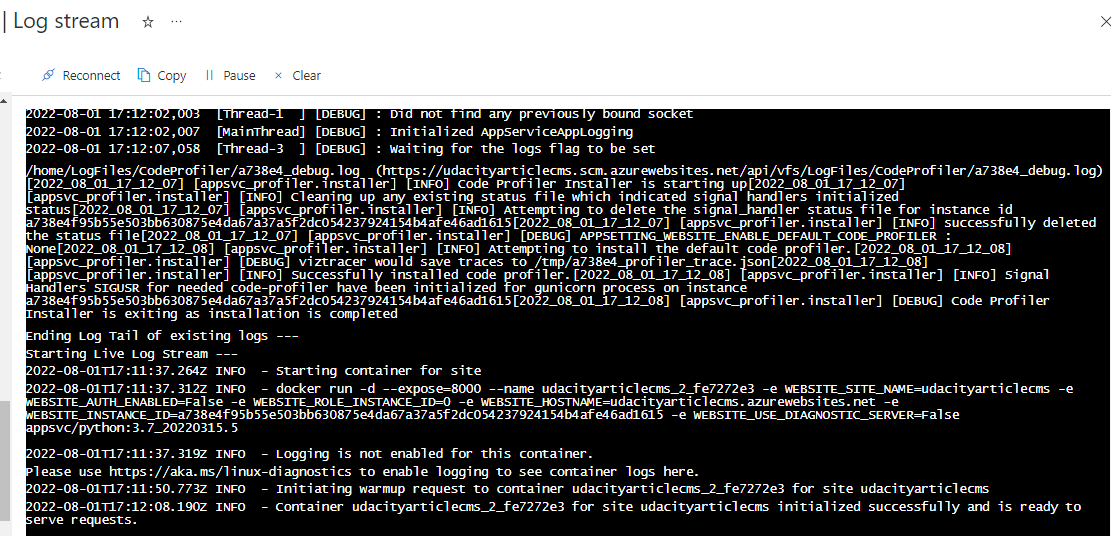 | Log stream
Reconnect Copy Pause Clear
2022-08-01 17:12:02,003 [Thread-1 ] [DEBUG] : Did not find any previously bound socket
2022-08-01 17:12:02,007 [MainThread] [DEBUG] : Initialized AppServiceAppLogging
2022-08-01 17:12:07,058 [Thread-3 ] [DEBUG] : Waiting for the logs flag to be set
/home/LogFiles/CodeProfiler/a738e4_debug.log (https://udacityarticlecms.scm.azurewebsites.net/api/vfs/LogFiles/CodeProfiler/a738e4_debug.log)
[2022_08_01_17_12_07] [appsvc_profiler.installer] [INFO] Code Profiler Installer is starting up[2022_08_01_17_12_07]
[appsvc_profiler.installer] [INFO] Cleaning up any existing status file which indicated signal handlers initialized
status[2022_08_01_17_12_07] [appsvc_profiler.installer] [INFO] Attempting to delete the signal_handler status file for instance id
a738e4f95b55e503bb630875e4da67a37a5f2dc054237924154b4afe46ad1615[2022_08_01_17_12_07] [appsvc_profiler.installer] [INFO] successfully deleted
the status file[2022_08_01_17_12_07] [appsvc_profiler.installer] [DEBUG] APPSETTING_WEBSITE_ENABLE_DEFAULT_CODE_PROFILER :
None[2022_08_01_17_12_08] [appsvc_profiler.installer] [INFO] Attempting to install the default code profiler.[2022_08_01_17_12_08]
[appsvc_profiler.installer] [DEBUG] viztracer would save traces to /tmp/a738e4_profiler_trace.json[2022_08_01_17_12_08]
[appsvc_profiler.installer] [INFO] Successfully installed code profiler.[2022_08_01_17_12_08] [appsvc_profiler.installer] [INFO] Signal
Handlers SIGUSR for needed code-profiler have been initialized for gunicorn process on instance
a738e4f95b55e503bb630875e4da67a37a5f2dc054237924154b4afe46ad1615[2022_08_01_17_12_08] [appsvc_profiler.installer] [DEBUG] Code Profiler
Installer is exiting as installation is completed
Ending Log Tail of existing logs ---
Starting Live Log Stream ---
2022-08-01T17:11:37.264Z INFO - Starting container for site
2022-08-01T17:11:37.312Z INFO - docker run -d --expose=8000 --name udacityarticlecms_2_fe7272e3 -e WEBSITE_SITE_NAME=udacityarticlecms -e
WEBSITE_AUTH_ENABLED=False -e WEBSITE_ROLE_INSTANCE_ID=0 -e WEBSITE_HOSTNAME=udacityarticlecms.azurewebsites.net -e
WEBSITE_INSTANCE_ID=a738e4f95b55e503bb630875e4da67a37a5f2dc054237924154b4afe46ad1615 -e WEBSITE_USE_DIAGNOSTIC_SERVER=False
appsvc/python:3.7_20220315.5
2022-08-01T17:11:37.319Z INFO - Logging is not enabled for this container.
Please use https://aka.ms/linux-diagnostics to enable logging to see container logs here.
2022-08-01T17:11:50.773Z INFO - Initiating warmup request to container udacityarticlecms_2_fe7272e3 for site udacityarticlecms
2022-08-01T17:12:08.190Z INFO - Container udacityarticlecms_2_fe7272e3 for site udacityarticlecms initialized successfully and is ready to
serve requests.